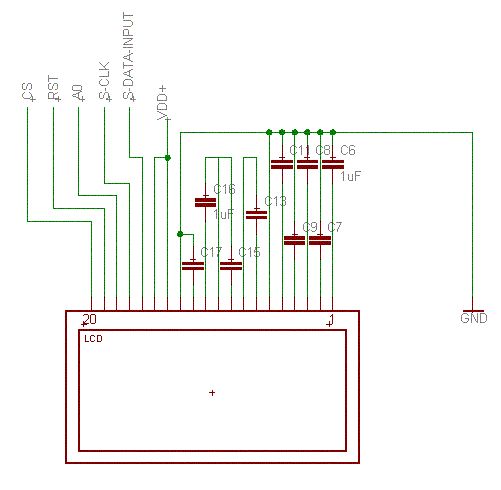 CS
RST
A0
S-CLK
S-DATA-INPUT
VDD+
C11
C8
C6
1uF
C16
1uF
C13
C9
C7
C17
C15
GND
20
1
LCD